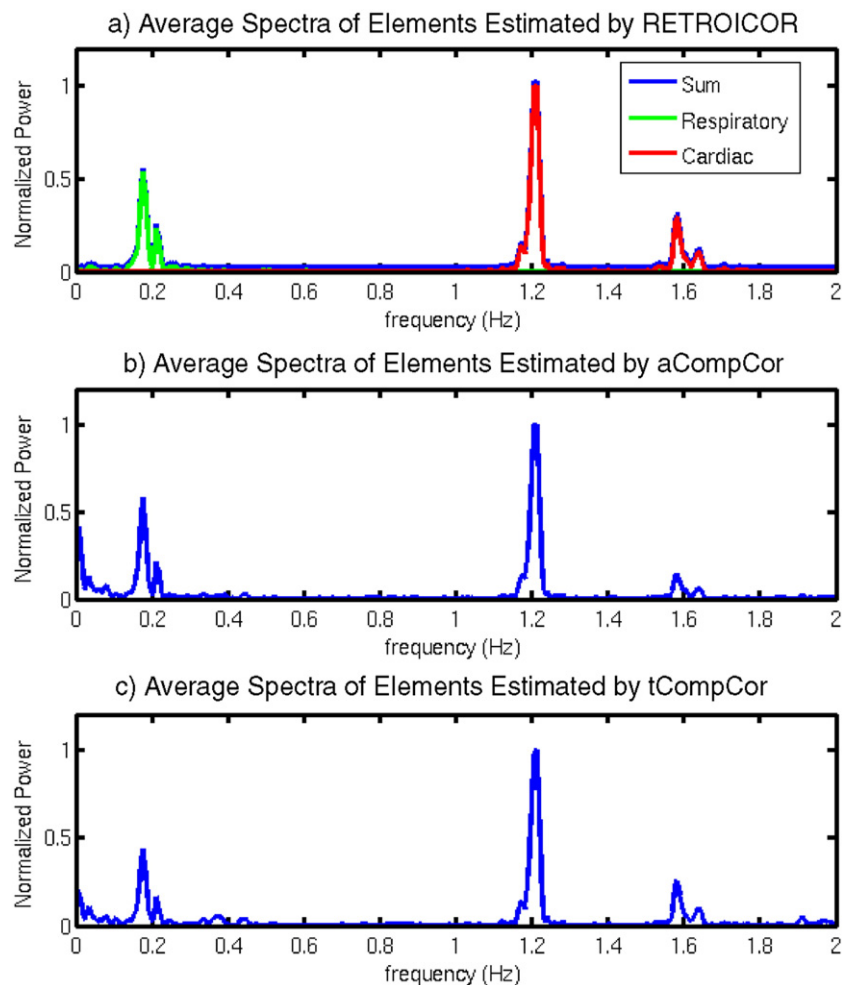 a) Average Spectra of Elements Estimated by RETROICOR
Normalized Power
1
0.5
0
Sum
Respiratory
Cardiac
0 0.2 0.4 0.6 0.8 1 1.2 1.4 1.6 1.8 2
frequency (Hz)
b) Average Spectra of Elements Estimated by aCompCor
Normalized Power
1
0.5
0
0 0.2 0.4 0.6 0.8 1 1.2 1.4 1.6 1.8 2
frequency (Hz)
c) Average Spectra of Elements Estimated by tCompCor
Normalized Power
1
0.5
0
0 0.2 0.4 0.6 0.8 1 1.2 1.4 1.6 1.8 2
frequency (Hz)